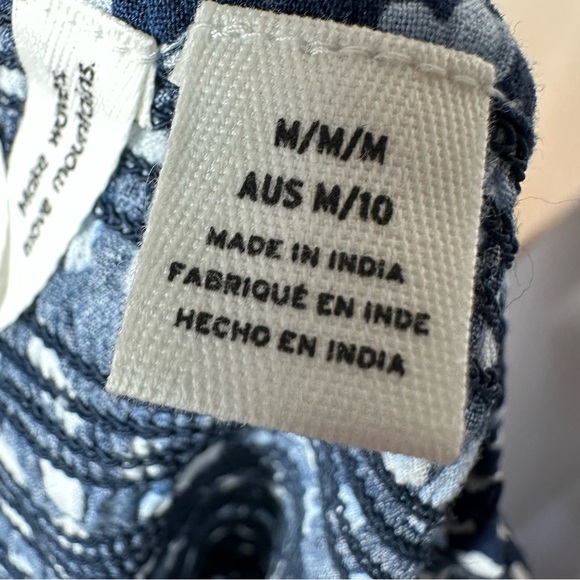 Make waves,
move mountains.
M/M/M
AUS M/10
MADE IN INDIA
FABRIQUÉ EN INDE
HECHO EN INDIA